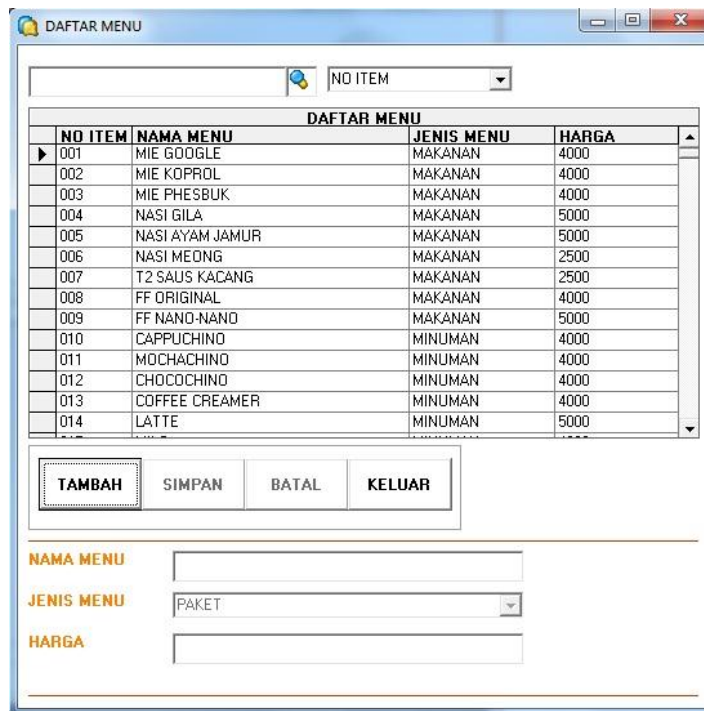 DAFTAR MENU
NO ITEM
DAFTAR MENU
NO ITEM NAMA MENU JENIS MENU HARGA
001 MIE GOOGLE MAKANAN 4000
002 MIE KOPROL MAKANAN 4000
003 MIE PHESBUK MAKANAN 4000
004 NASI GILA MAKANAN 5000
005 NASI AYAM JAMUR MAKANAN 5000
006 NASI MEONG MAKANAN 2500
007 T2 SAUS KACANG MAKANAN 2500
008 FF ORIGINAL MAKANAN 4000
009 FF NANO-NANO MAKANAN 5000
010 CAPPUCHINO MINUMAN 4000
011 MOCHACHINO MINUMAN 4000
012 CHOCOCHINO MINUMAN 4000
013 COFFEE CREAMER MINUMAN 4000
014 LATTE MINUMAN 5000
TAMBAH SIMPAN BATAL KELUAR
NAMA MENU
JENIS MENU PAKET
HARGA